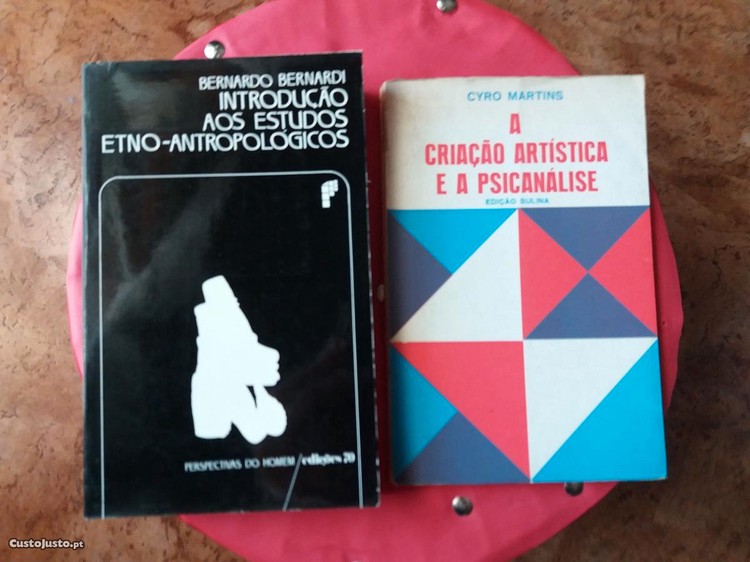 BERNARDO BERNARDI
INTRODUÇÃO
AOS ESTUDOS
ETNO-ANTROPOLÓGICOS
PERSPECTIVAS DO HOMEM/edições 70
CYRO MARTINS
A
CRIAÇÃO ARTÍSTICA
E A PSICANÁLISE
EDIÇÃO SULINA
CustoJusto.pt